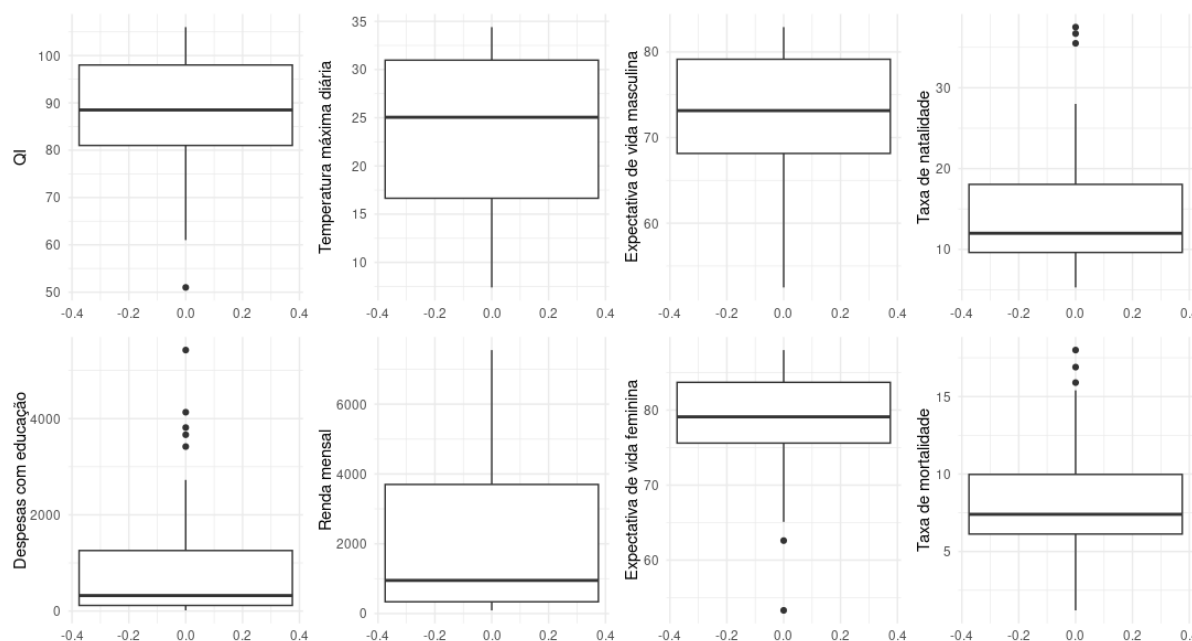 QI
100
90
80
70
60
50
-0.4 -0.2 0.0 0.2 0.4
Temperatura máxima diária
35
30
25
20
15
10
-0.4 -0.2 0.0 0.2 0.4
Expectativa de vida masculina
80
70
60
-0.4 -0.2 0.0 0.2 0.4
Taxa de natalidade
30
20
10
-0.4 -0.2 0.0 0.2 0.4
Despesas com educação
4000
2000
0
-0.4 -0.2 0.0 0.2 0.4
Renda mensal
6000
4000
2000
0
-0.4 -0.2 0.0 0.2 0.4
Expectativa de vida feminina
80
70
60
-0.4 -0.2 0.0 0.2 0.4
Taxa de mortalidade
15
10
5
-0.4 -0.2 0.0 0.2 0.4